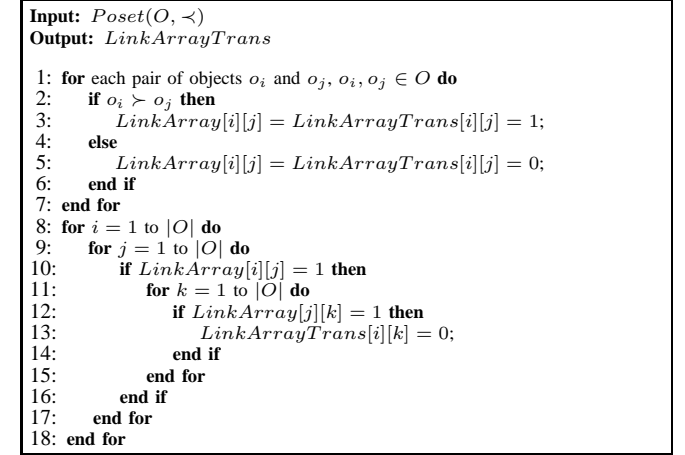 Input: Poset(O, ≺)
Output: LinkArrayTrans
1: for each pair of objects o_i and o_j, o_i, o_j ∈ O do
2: if o_i ≻ o_j then
3: LinkArray[i][j] = LinkArrayTrans[i][j] = 1;
4: else
5: LinkArray[i][j] = LinkArrayTrans[i][j] = 0;
6: end if
7: end for
8: for i = 1 to |O| do
9: for j = 1 to |O| do
10: if LinkArray[i][j] = 1 then
11: for k = 1 to |O| do
12: if LinkArray[j][k] = 1 then
13: LinkArrayTrans[i][k] = 0;
14: end if
15: end for
16: end if
17: end for
18: end for